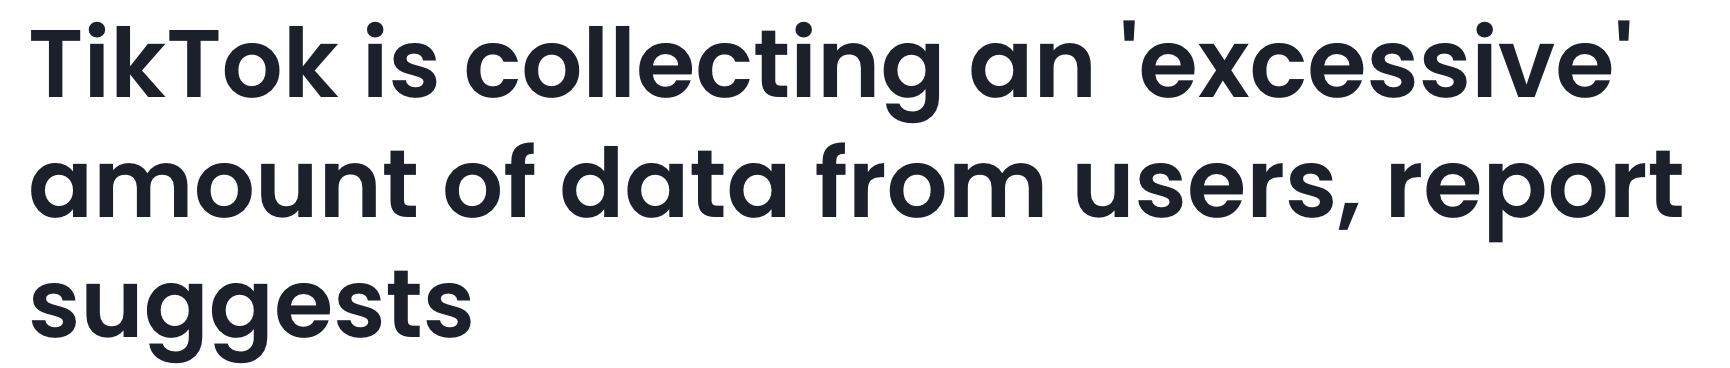 TikTok is collecting an 'excessive'
amount of data from users, report
suggests